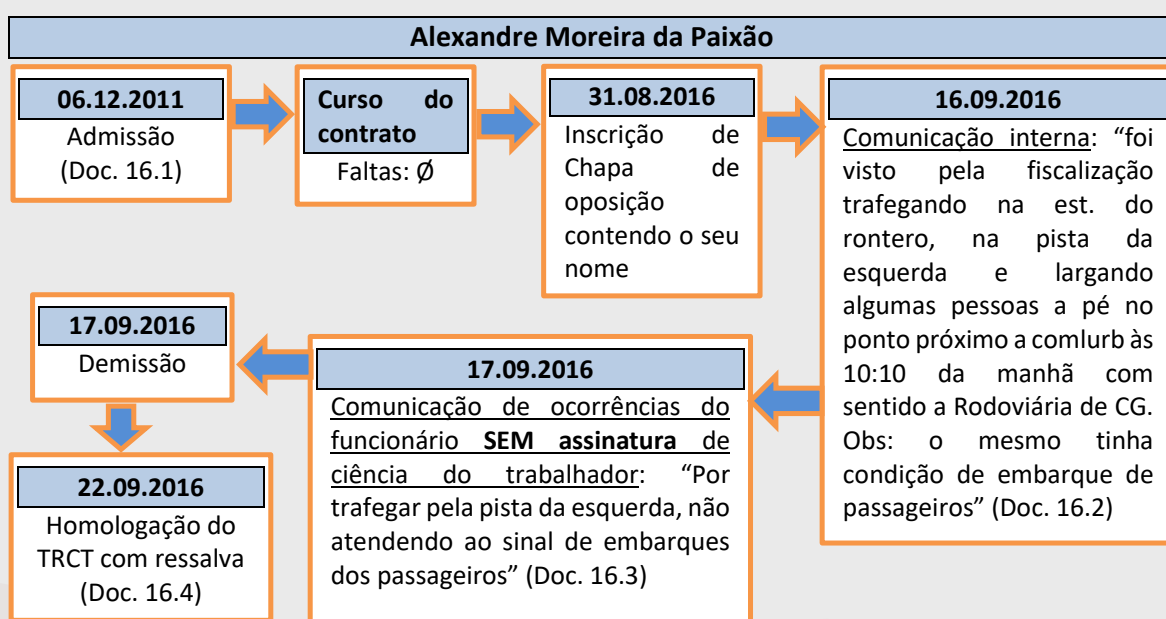 Alexandre Moreira da Paixão
06.12.2011
Admissão
(Doc. 16.1)
Curso do
contrato
Faltas: Ø
31.08.2016
Inscrição de
Chapa de
oposição
contendo o seu
nome
16.09.2016
Comunicação interna: “foi
visto pela fiscalização
trafegando na est. do
rontero, na pista da
esquerda e largando
algumas pessoas a pé no
ponto próximo a comlurb às
10:10 da manhã com
sentido a Rodoviária de CG.
Obs: o mesmo tinha
condição de embarque de
passageiros” (Doc. 16.2)
17.09.2016
Comunicação de ocorrências do
funcionário SEM assinatura de
ciência do trabalhador: “Por
trafegar pela pista da esquerda, não
atendendo ao sinal de embarques
dos passageiros” (Doc. 16.3)
17.09.2016
Demissão
22.09.2016
Homologação do
TRCT com ressalva
(Doc. 16.4)